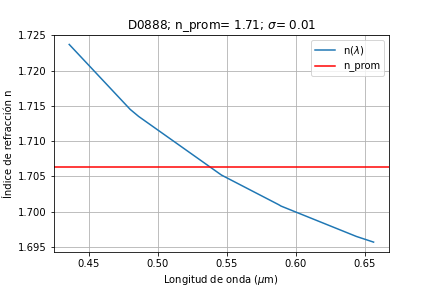 D0888; n_prom= 1.71; σ= 0.01
n(λ)
n_prom
Índice de refracción n
1.725
1.720
1.715
1.710
1.705
1.700
1.695
0.45 0.50 0.55 0.60 0.65
Longitud de onda (μm)